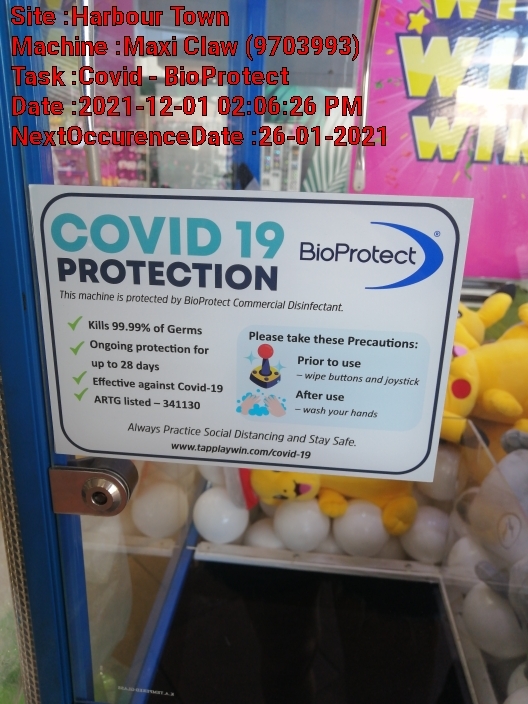 Site :Harbour Town
Machine :Maxi Claw (9703993)
Task :Covid - BioProtect
Date :2021-12-01 02:06:26 PM
NextOccurenceDate :26-01-2021
WIN
WIN
COVID 19
PROTECTION
BioProtect®
This machine is protected by BioProtect Commercial Disinfectant.
Kills 99.99% of Germs
Ongoing protection for
up to 28 days
Effective against Covid-19
ARTG listed – 341130
Please take these Precautions:
Prior to use
– wipe buttons and joystick
After use
– wash your hands
Always Practice Social Distancing and Stay Safe.
www.tapplaywin.com/covid-19